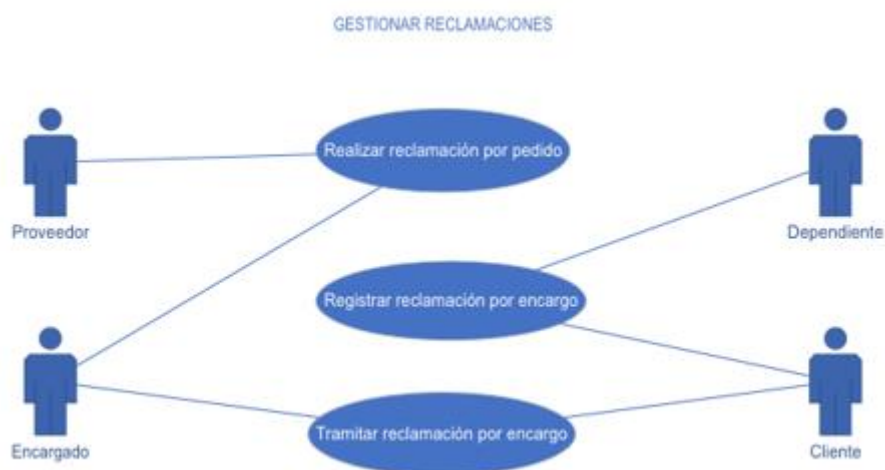 GESTIONAR RECLAMACIONES
Realizar reclamación por pedido
Proveedor
Dependiente
Registrar reclamación por encargo
Tramitar reclamación por encargo
Encargado
Cliente